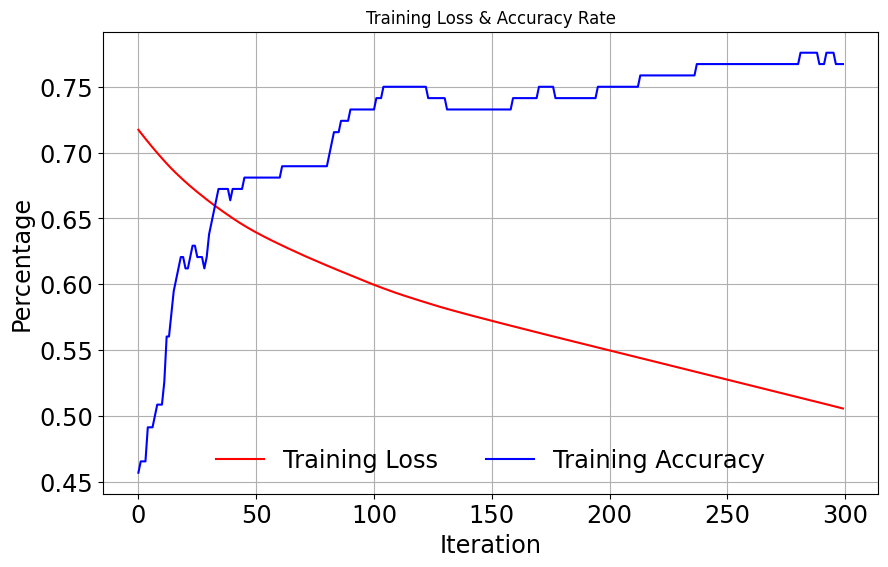 Training Loss & Accuracy Rate
Percentage
0.75
0.70
0.65
0.60
0.55
0.50
0.45
Training Loss Training Accuracy
0 50 100 150 200 250 300
Iteration